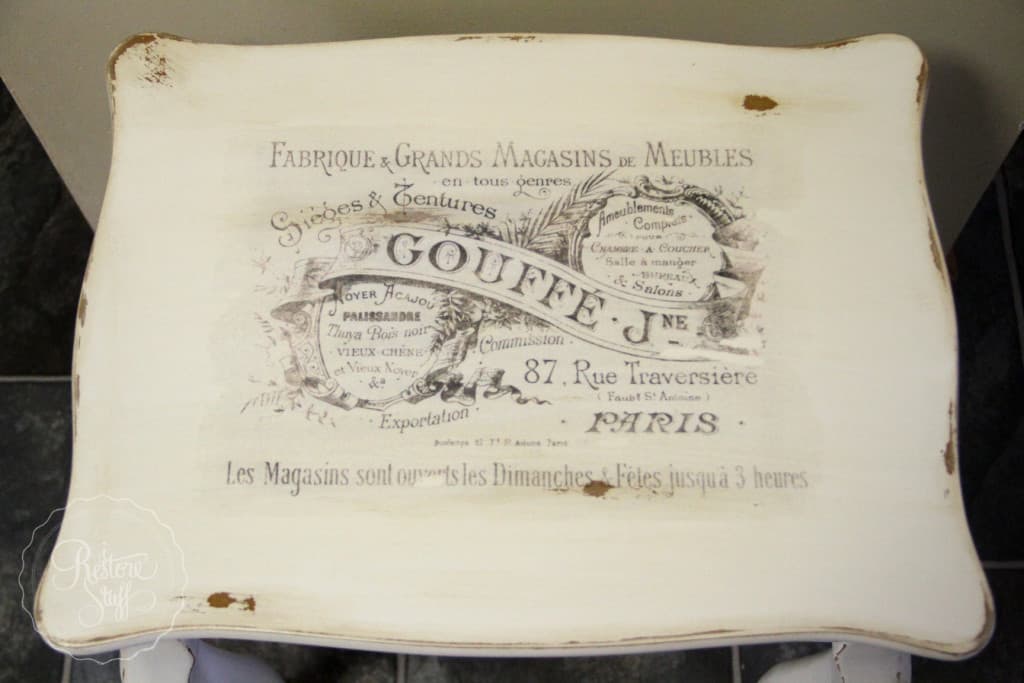 FABRIQUE & GRANDS MAGASINS DE MEUBLES
en tous genres
Sièges & Tentures
Ameublements
Complets
POUR
CHAMBRE · A · COUCHER
Salle à manger
BUREAUX
& Salons
GOUFFÉ · JNE
NOYER ACAJOU
PALISSANDRE
Thuya Bois noir
VIEUX-CHÊNE
et Vieux Noyer
&a
Commission ·
87, Rue Traversière
( Faubt St Antoine )
· PARIS ·
· Exportation ·
Les Magasins sont ouverts les Dimanches & Fêtes jusqu'à 3 heures
Restore
Stuff